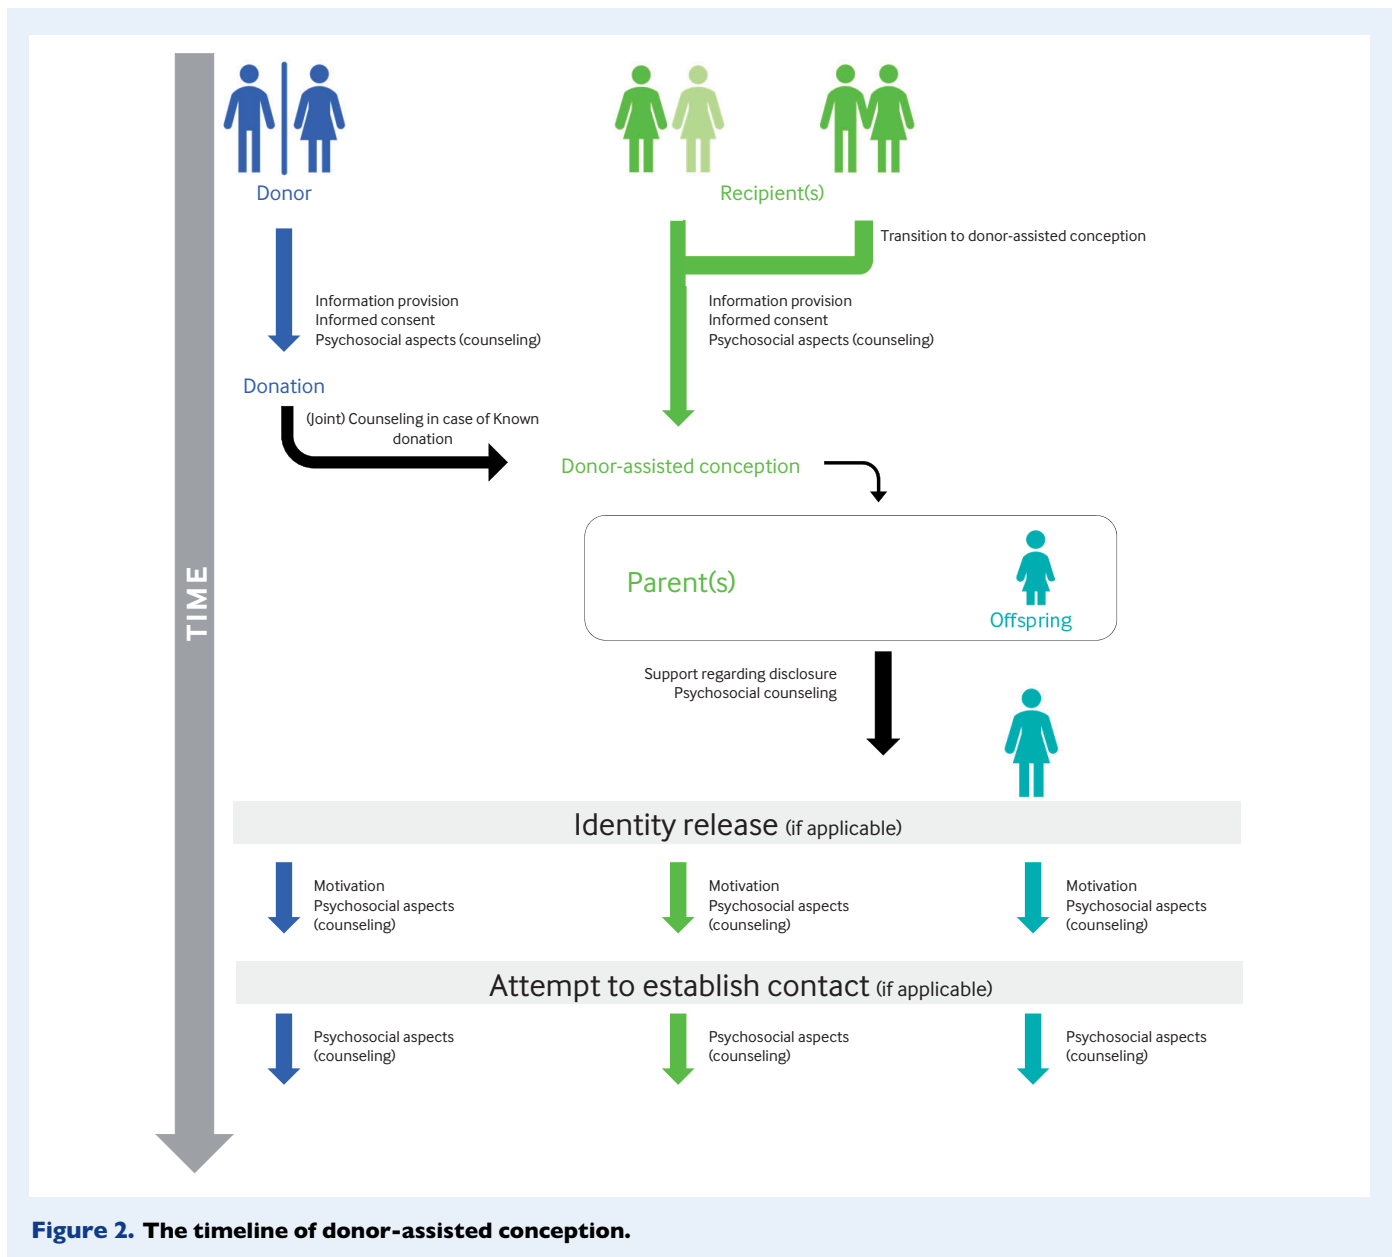 Donor
Recipient(s)
Transition to donor-assisted conception
Information provision
Informed consent
Psychosocial aspects (counseling)
Information provision
Informed consent
Psychosocial aspects (counseling)
Donation
(Joint) Counseling in case of Known
donation
Donor-assisted conception
TIME
Parent(s)
Offspring
Support regarding disclosure
Psychosocial counseling
Identity release (if applicable)
Motivation
Psychosocial aspects
(counseling)
Motivation
Psychosocial aspects
(counseling)
Motivation
Psychosocial aspects
(counseling)
Attempt to establish contact (if applicable)
Psychosocial aspects
(counseling)
Psychosocial aspects
(counseling)
Psychosocial aspects
(counseling)
Figure 2. The timeline of donor-assisted conception.